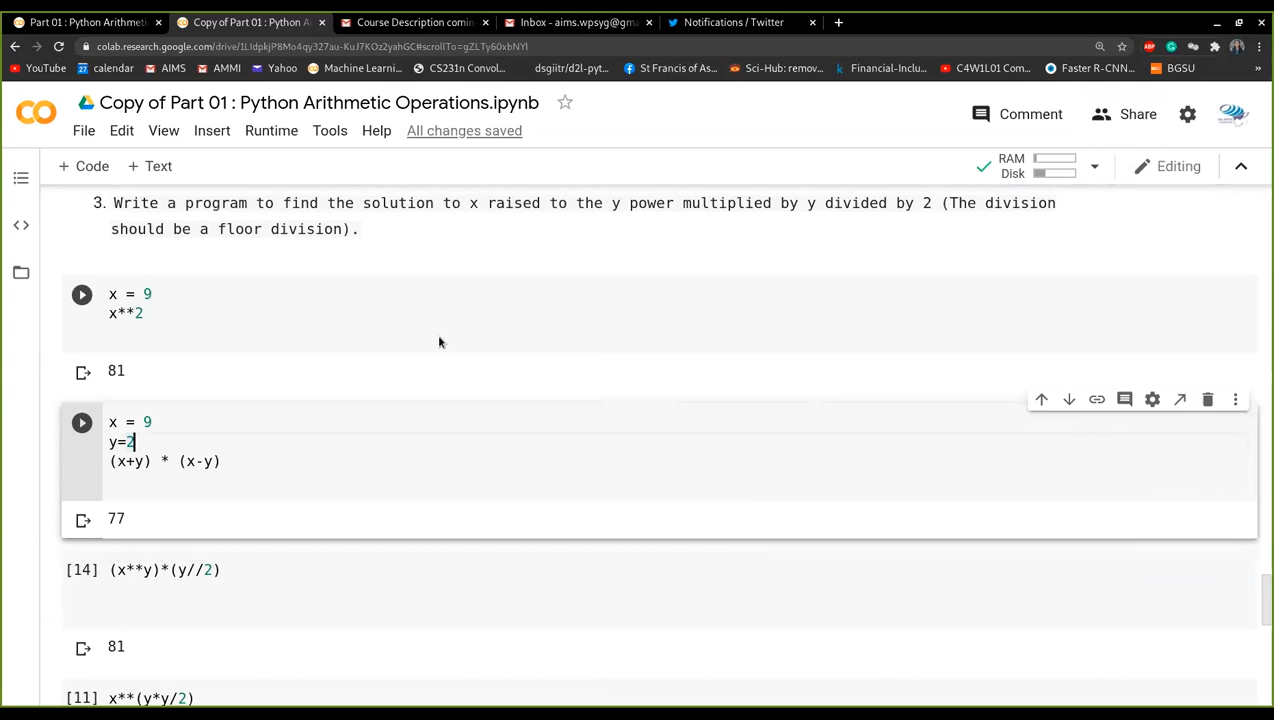 Part 01 : Python Arithmeti
Copy of Part 01 : Python A
Course Description comin
Inbox - aims.wpsyg@gma
Notifications / Twitter
colab.research.google.com/drive/1LIdpkjP8Mo4qy327au-KuJ7KOz2yahGC#scrollTo=gZLTy60xbNYl
YouTube
calendar
AIMS
AMMI
Yahoo
Machine Learni...
CS231n Convol...
dsgiitr/d2l-pyt...
St Francis of As...
Sci-Hub: remov...
Financial-Inclu...
C4W1L01 Com...
Faster R-CNN...
BGSU
»
Copy of Part 01 : Python Arithmetic Operations.ipynb
Comment
Share
File Edit View Insert Runtime Tools Help All changes saved
+ Code + Text
RAM
Disk
Editing
3. Write a program to find the solution to x raised to the y power multiplied by y divided by 2 (The division
should be a floor division).
x = 9
x**2
81
x = 9
y=2
(x+y) * (x-y)
77
[14] (x**y)*(y//2)
81
[11] x**(y*y/2)